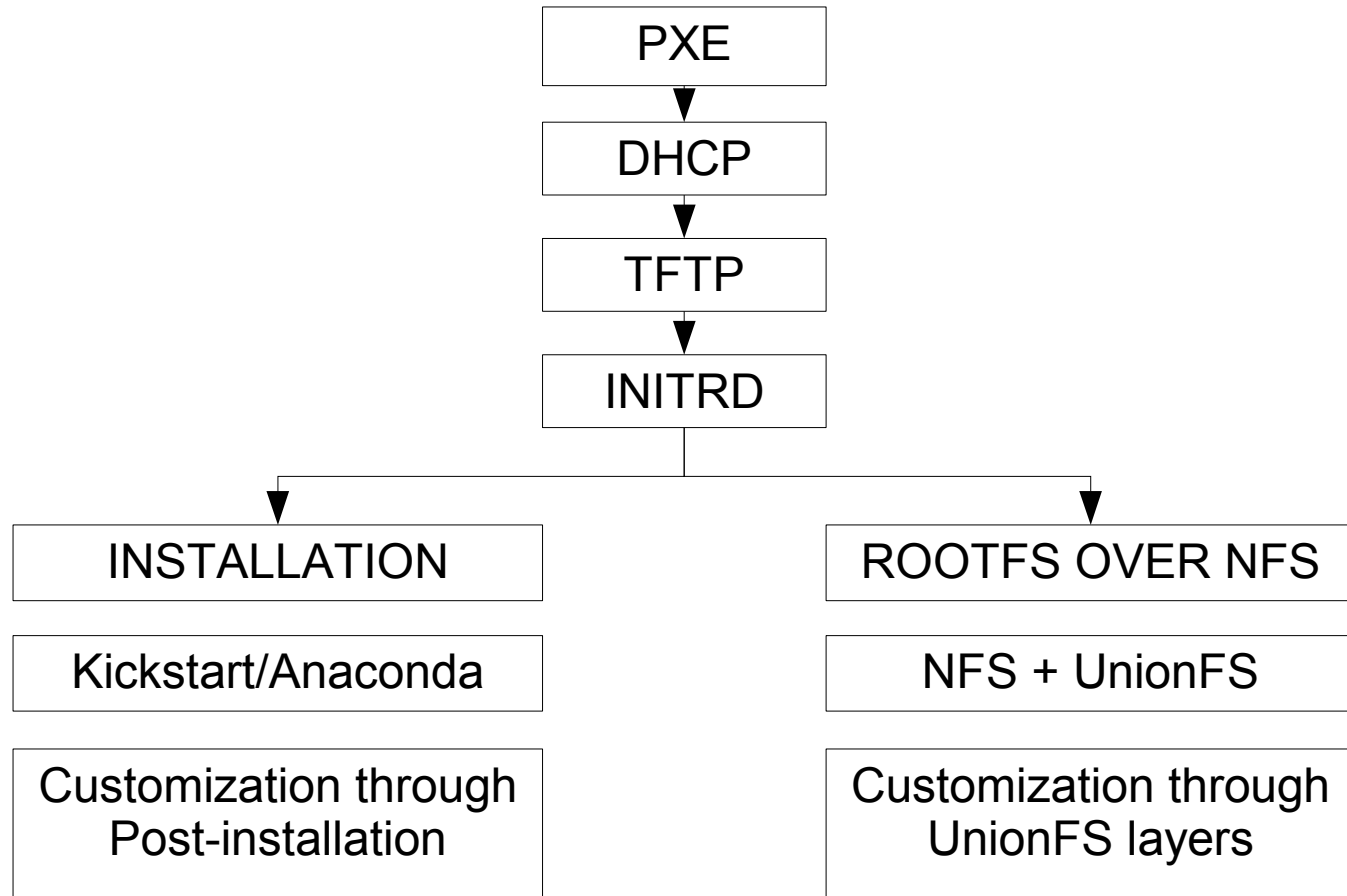 PXE
DHCP
TFTP
INITRD
INSTALLATION
ROOTFS OVER NFS
Kickstart/Anaconda
NFS + UnionFS
Customization through
Post-installation
Customization through
UnionFS layers